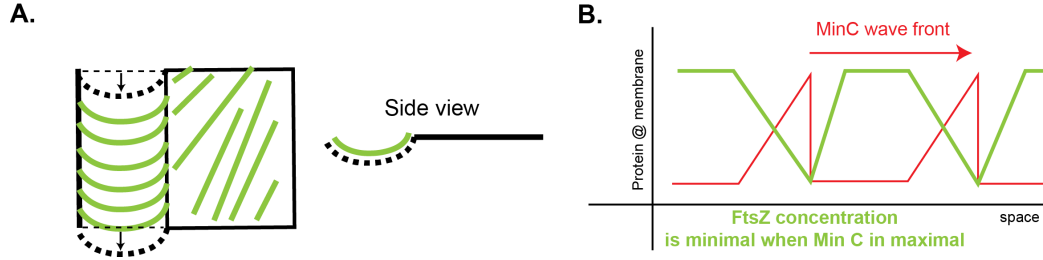 A.
Side view
B.
MinC wave front
Protein @ membrane
space
FtsZ concentration
is minimal when Min C in maximal